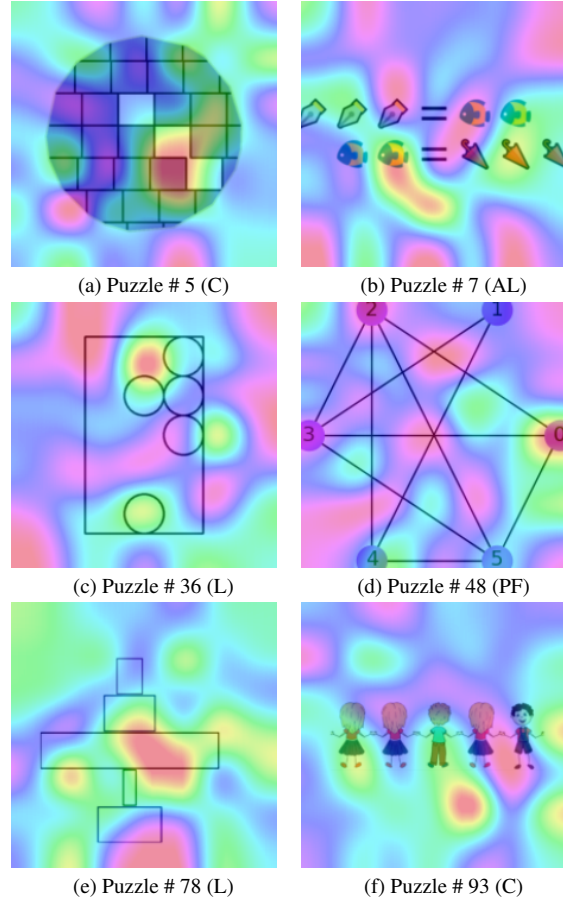 (a) Puzzle # 5 (C)
=
=
(b) Puzzle # 7 (AL)
(c) Puzzle # 36 (L)
2 1
3 0
4 5
(d) Puzzle # 48 (PF)
(e) Puzzle # 78 (L)
(f) Puzzle # 93 (C)